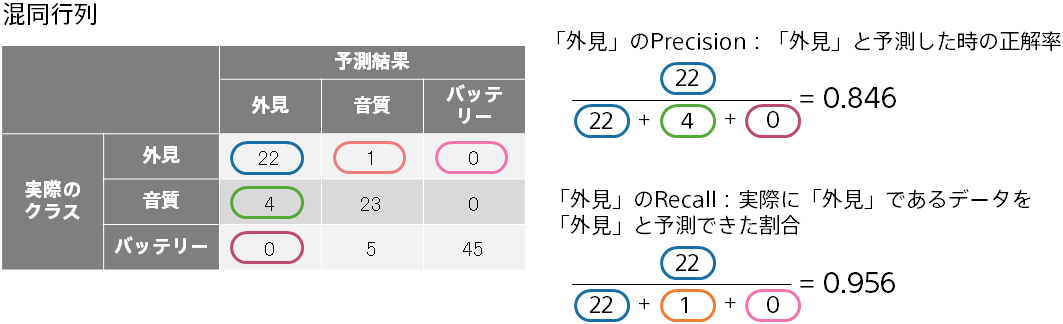 混同行列
予測結果
外見 音質 バッテ
リー
実際の
クラス
外見 22 1 0
音質 4 23 0
バッテリー 0 5 45
「外見」のPrecision：「外見」と予測した時の正解率
22
22 + 4 + 0
= 0.846
「外見」のRecall：実際に「外見」であるデータを
「外見」と予測できた割合
22
22 + 1 + 0
= 0.956